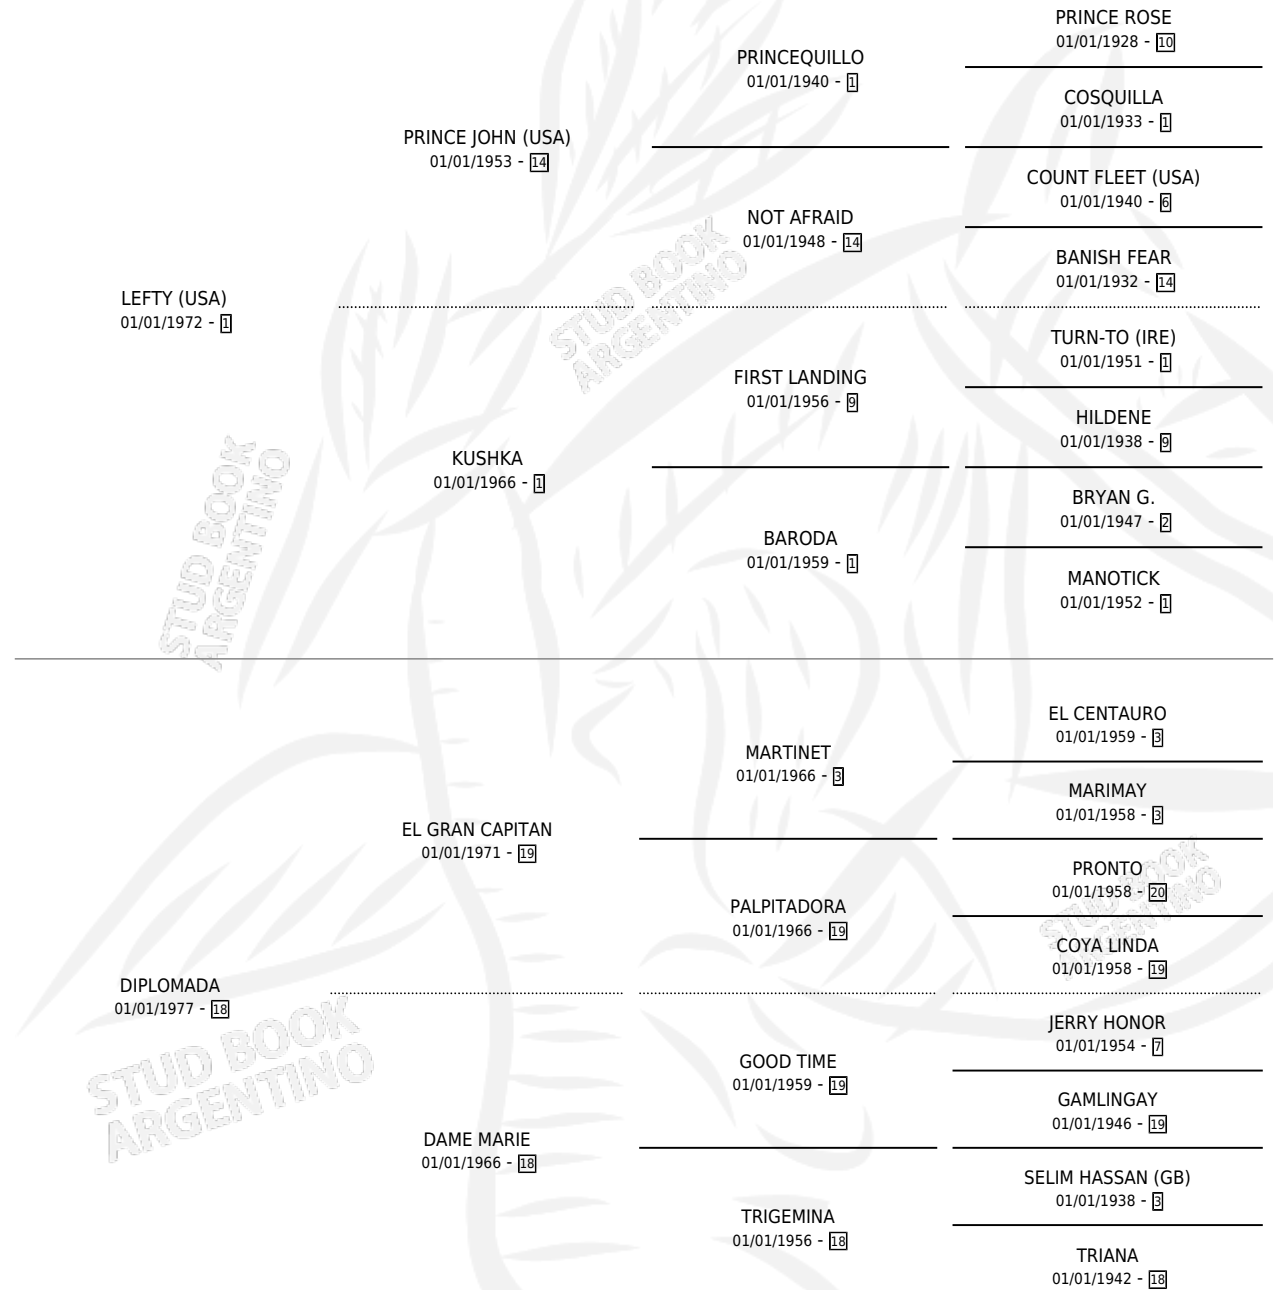 PRINCE ROSE
01/01/1928 - 10
PRINCEQUILLO
01/01/1940 - 1
COSQUILLA
01/01/1933 - 1
PRINCE JOHN (USA)
01/01/1953 - 14
COUNT FLEET (USA)
01/01/1940 - 6
NOT AFRAID
01/01/1948 - 14
BANISH FEAR
01/01/1932 - 14
LEFTY (USA)
01/01/1972 - 1
TURN-TO (IRE)
01/01/1951 - 1
FIRST LANDING
01/01/1956 - 9
HILDENE
01/01/1938 - 9
KUSHKA
01/01/1966 - 1
BRYAN G.
01/01/1947 - 2
BARODA
01/01/1959 - 1
MANOTICK
01/01/1952 - 1
EL CENTAURO
01/01/1959 - 3
MARTINET
01/01/1966 - 3
MARIMAY
01/01/1958 - 3
EL GRAN CAPITAN
01/01/1971 - 19
PRONTO
01/01/1958 - 20
PALPITADORA
01/01/1966 - 19
COYA LINDA
01/01/1958 - 19
DIPLOMADA
01/01/1977 - 18
JERRY HONOR
01/01/1954 - 7
GOOD TIME
01/01/1959 - 19
GAMLINGAY
01/01/1946 - 19
DAME MARIE
01/01/1966 - 18
SELIM HASSAN (GB)
01/01/1938 - 3
TRIGEMINA
01/01/1956 - 18
TRIANA
01/01/1942 - 18
STUD BOOK
ARGENTINO
STUD BOOK
ARGENTINO
STUD BOOK
ARGENTINO
STUD BOOK
ARGENTINO